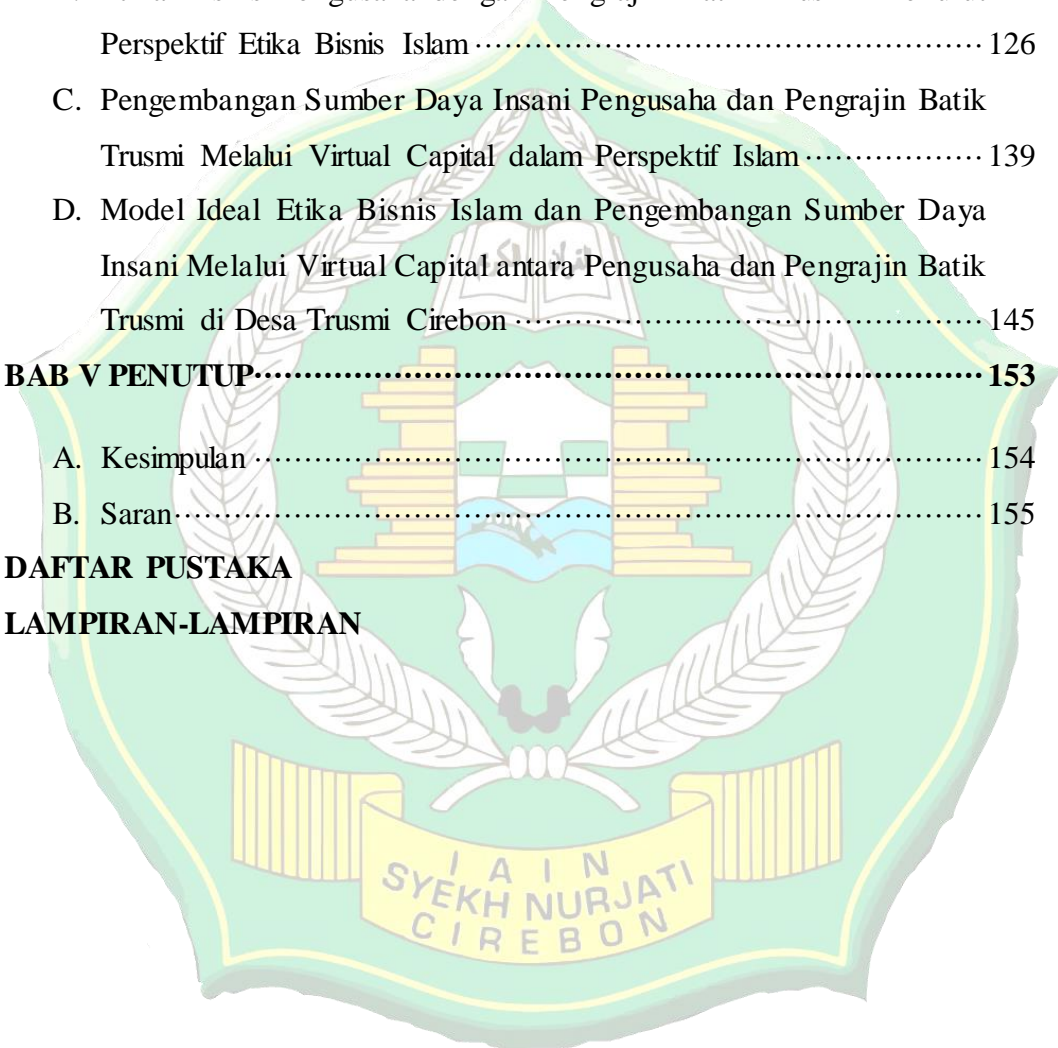 Perspektif Etika Bisnis Islam 126
C. Pengembangan Sumber Daya Insani Pengusaha dan Pengrajin Batik
Trusmi Melalui Virtual Capital dalam Perspektif Islam 139
D. Model Ideal Etika Bisnis Islam dan Pengembangan Sumber Daya
Insani Melalui Virtual Capital antara Pengusaha dan Pengrajin Batik
Trusmi di Desa Trusmi Cirebon 145
BAB V PENUTUP 153
A. Kesimpulan 154
B. Saran 155
DAFTAR PUSTAKA
LAMPIRAN-LAMPIRAN
IAIN
SYEKH NURJATI
CIREBON